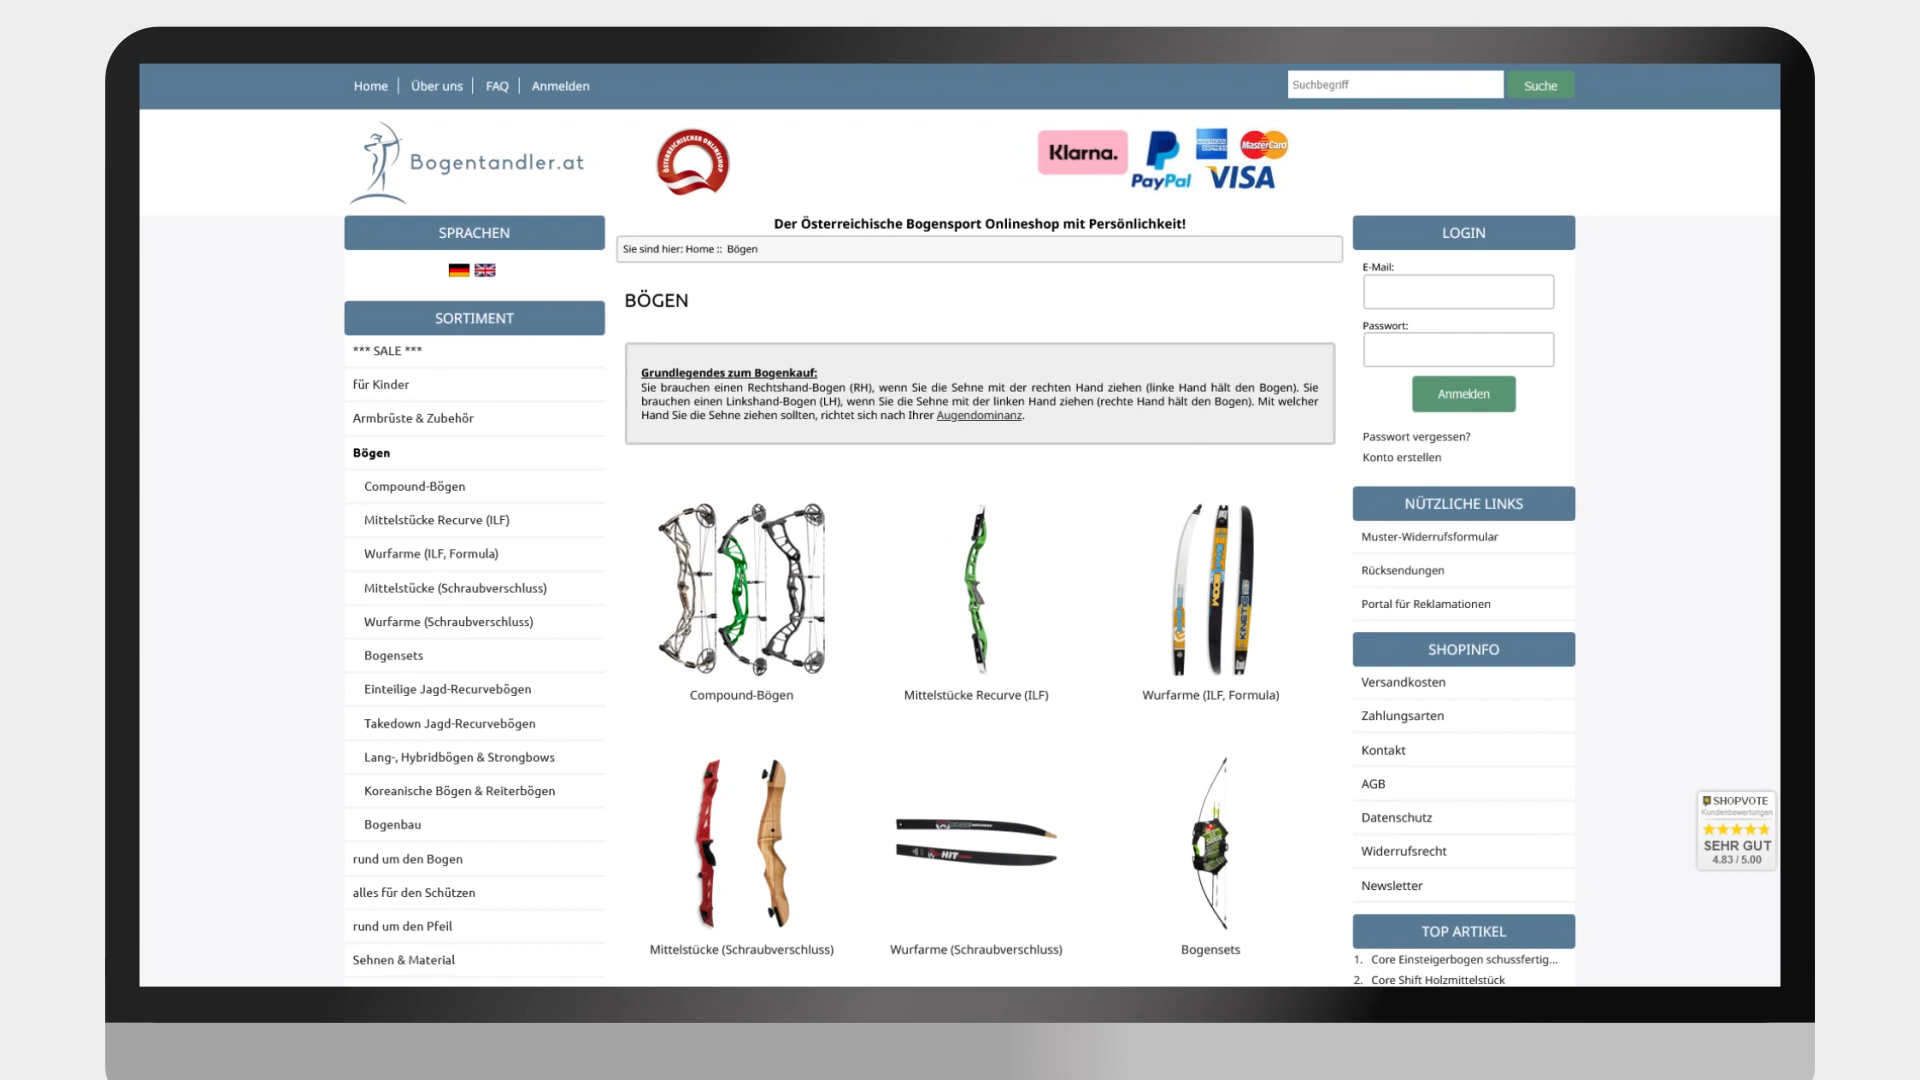 Home
Über uns
FAQ
Anmelden
Suchbegriff
Suche
Bogentandler.at
ÖSTERREICHISCHER ONLINESHOP
Klarna.
PayPal
AMERICAN EXPRESS
MasterCard
VISA
Der Österreichische Bogensport Onlineshop mit Persönlichkeit!
Sie sind hier: Home :: Bögen
SPRACHEN
SORTIMENT
*** SALE ***
für Kinder
Armbrüste & Zubehör
Bögen
Compound-Bögen
Mittelstücke Recurve (ILF)
Wurfarme (ILF, Formula)
Mittelstücke (Schraubverschluss)
Wurfarme (Schraubverschluss)
Bogensets
Einteilige Jagd-Recurvebögen
Takedown Jagd-Recurvebögen
Lang-, Hybridbögen & Strongbows
Koreanische Bögen & Reiterbögen
Bogenbau
rund um den Bogen
alles für den Schützen
rund um den Pfeil
Sehnen & Material
BÖGEN
Grundlegendes zum Bogenkauf:
Sie brauchen einen Rechtshand-Bogen (RH), wenn Sie die Sehne mit der rechten Hand ziehen (linke Hand hält den Bogen). Sie
brauchen einen Linkshand-Bogen (LH), wenn Sie die Sehne mit der linken Hand ziehen (rechte Hand hält den Bogen). Mit welcher
Hand Sie die Sehne ziehen sollten, richtet sich nach Ihrer Augendominanz.
KINETIC
Compound-Bögen
Mittelstücke Recurve (ILF)
Wurfarme (ILF, Formula)
HIT
Mittelstücke (Schraubverschluss)
Wurfarme (Schraubverschluss)
Bogensets
LOGIN
E-Mail:
Passwort:
Anmelden
Passwort vergessen?
Konto erstellen
NÜTZLICHE LINKS
Muster-Widerrufsformular
Rücksendungen
Portal für Reklamationen
SHOPINFO
Versandkosten
Zahlungsarten
Kontakt
AGB
Datenschutz
Widerrufsrecht
Newsletter
TOP ARTIKEL
1. Core Einsteigerbogen schussfertig...
2. Core Shift Holzmittelstück
SHOPVOTE
Kundenbewertungen
SEHR GUT
4.83 / 5.00